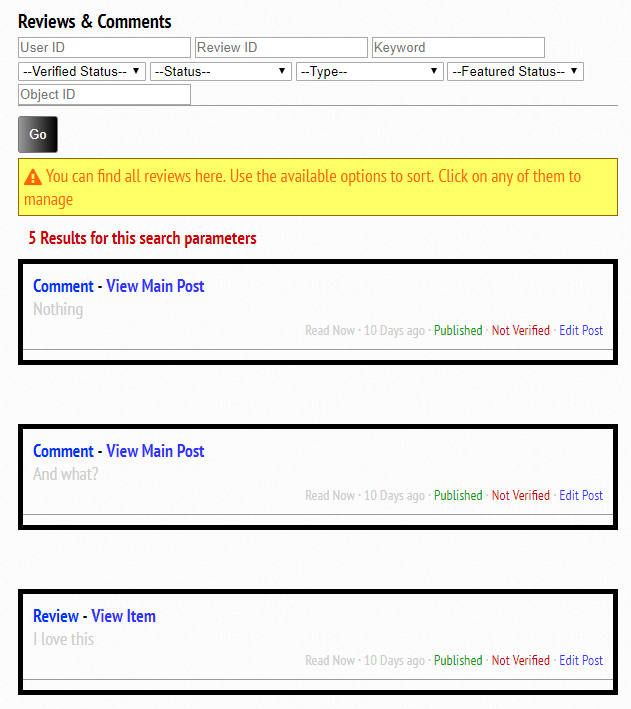 Reviews & Comments
User ID Review ID Keyword
--Verified Status-- --Status-- --Type-- --Featured Status--
Object ID
Go
You can find all reviews here. Use the available options to sort. Click on any of them to
manage
5 Results for this search parameters
Comment - View Main Post
Nothing
Read Now · 10 Days ago · Published · Not Verified · Edit Post
Comment - View Main Post
And what?
Read Now · 10 Days ago · Published · Not Verified · Edit Post
Review - View Item
I love this
Read Now · 10 Days ago · Published · Not Verified · Edit Post